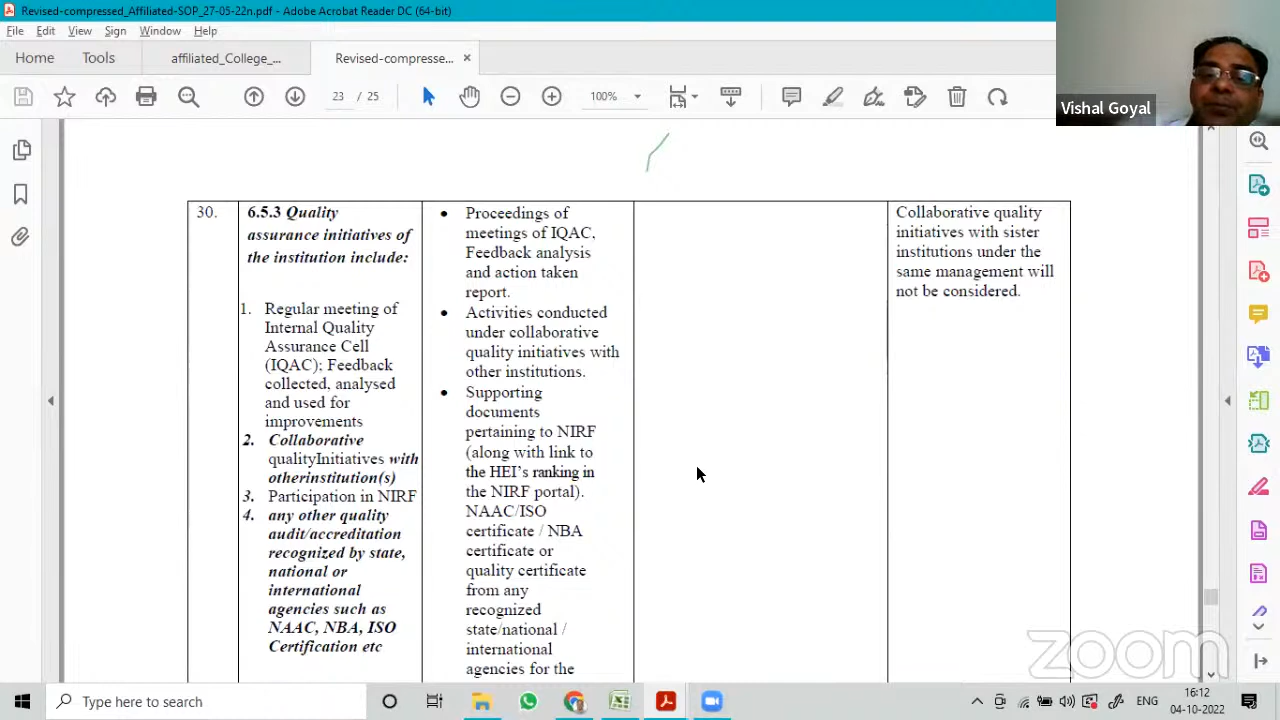 Revised-compressed_Affiliated-SOP_27-05-22n.pdf - Adobe Acrobat Reader DC (64-bit)
File Edit View Sign Window Help
Home Tools affiliated_College_... Revised-compresse... ×
23 / 25 100%
Vishal Goyal
30.
6.5.3 Quality
assurance initiatives of
the institution include:
1. Regular meeting of
Internal Quality
Assurance Cell
(IQAC); Feedback
collected, analysed
and used for
improvements
2. Collaborative
qualityInitiatives with
otherinstitution(s)
3. Participation in NIRF
4. any other quality
audit/accreditation
recognized by state,
national or
international
agencies such as
NAAC, NBA, ISO
Certification etc
• Proceedings of
meetings of IQAC,
Feedback analysis
and action taken
report.
• Activities conducted
under collaborative
quality initiatives with
other institutions.
• Supporting
documents
pertaining to NIRF
(along with link to
the HEI's ranking in
the NIRF portal).
NAAC/ISO
certificate / NBA
certificate or
quality certificate
from any
recognized
state/national /
international
agencies for the
Collaborative quality
initiatives with sister
institutions under the
same management will
not be considered.
zoom
Type here to search
ENG
16:12
04-10-2022